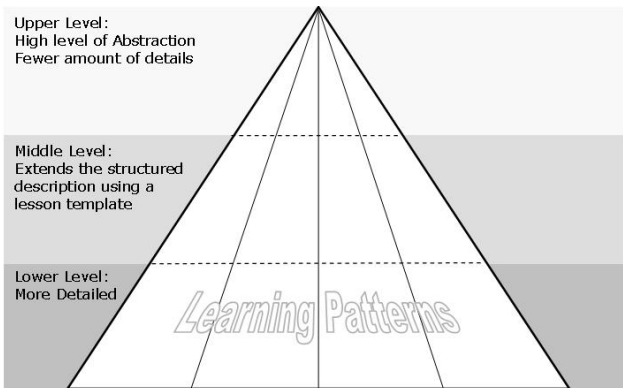 Upper Level:
High level of Abstraction
Fewer amount of details
Middle Level:
Extends the structured
description using a
lesson template
Lower Level:
More Detailed
Learning Patterns